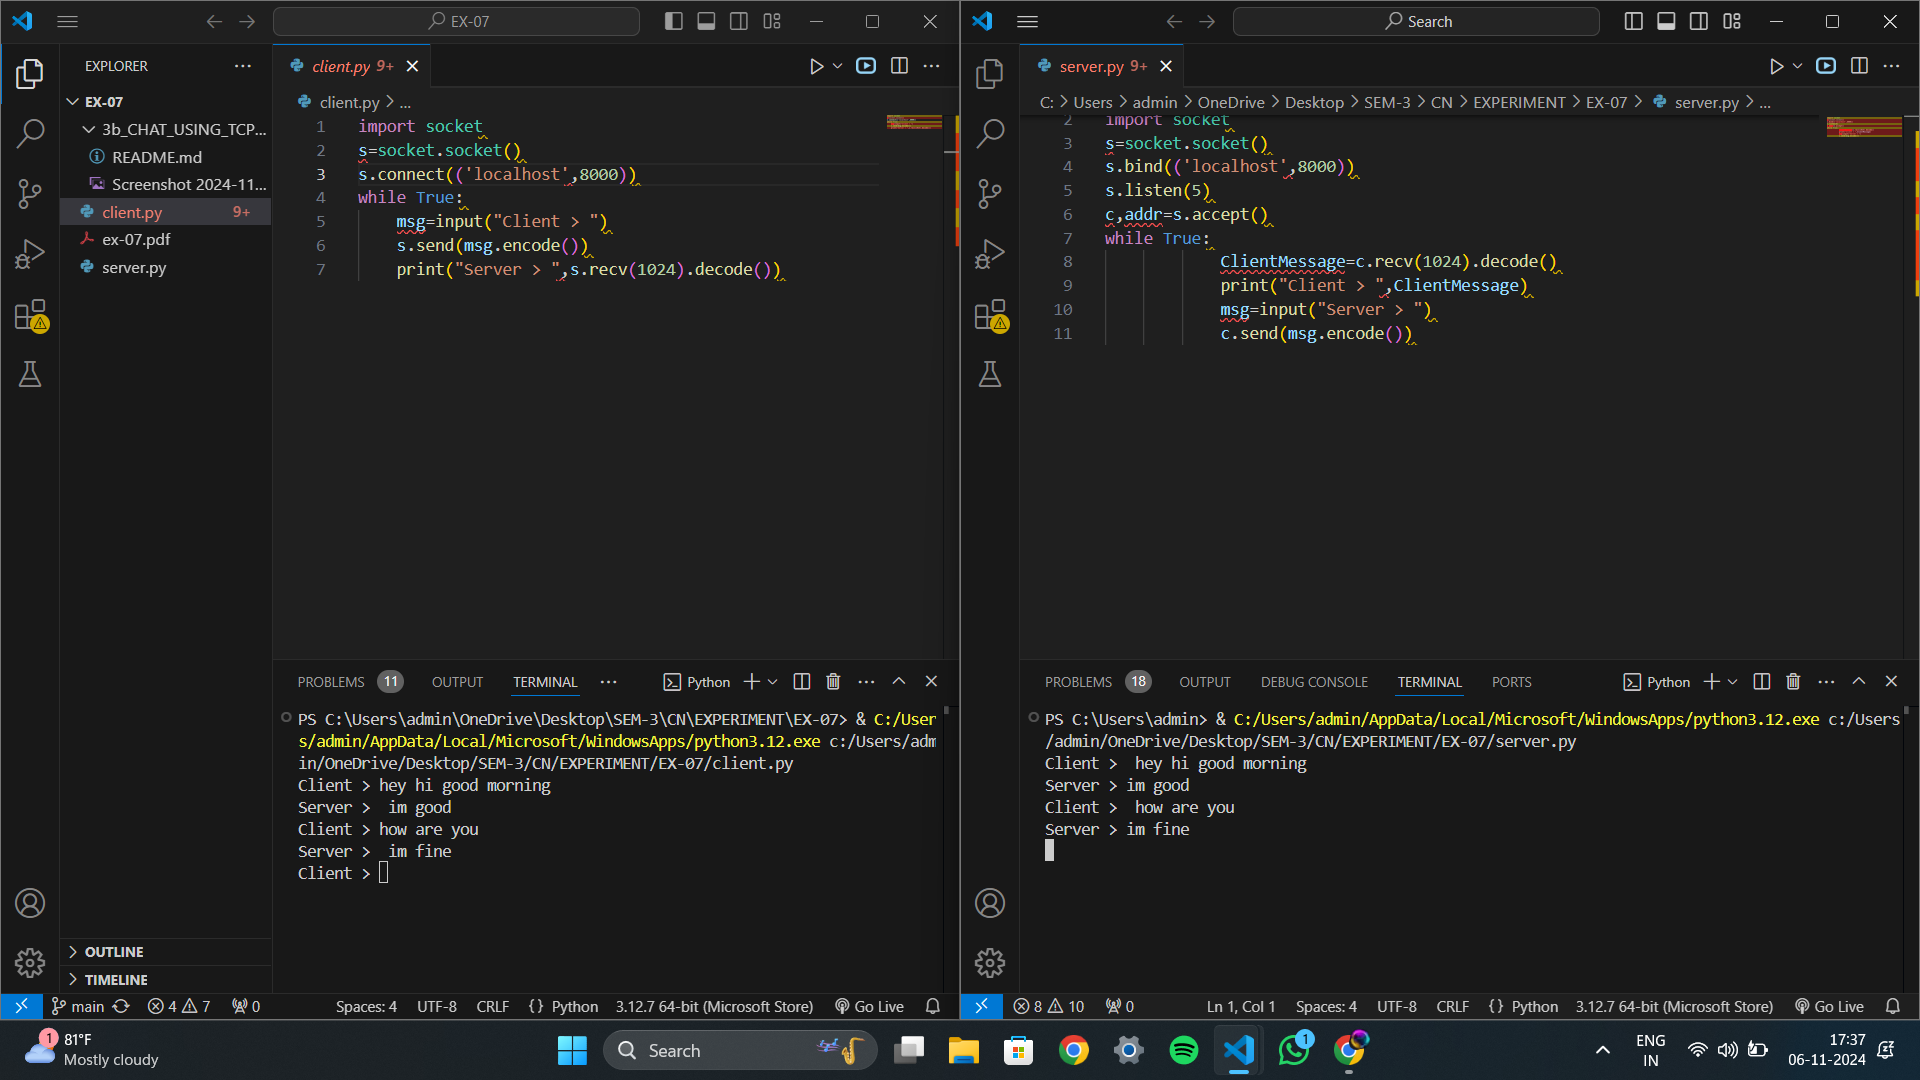 EX-07
EXPLORER
EX-07
3b_CHAT_USING_TCP...
README.md
Screenshot 2024-11...
client.py 9+
ex-07.pdf
server.py
OUTLINE
TIMELINE
client.py 9+
client.py > ...
1 import socket
2 s=socket.socket()
3 s.connect(('localhost',8000))
4 while True:
5 msg=input("Client > ")
6 s.send(msg.encode())
7 print("Server > ",s.recv(1024).decode())
PROBLEMS 11 OUTPUT TERMINAL Python
PS C:\Users\admin\OneDrive\Desktop\SEM-3\CN\EXPERIMENT\EX-07> & C:/User
s/admin/AppData/Local/Microsoft/WindowsApps/python3.12.exe c:/Users/adm
in/OneDrive/Desktop/SEM-3/CN/EXPERIMENT/EX-07/client.py
Client > hey hi good morning
Server >  im good
Client > how are you
Server >  im fine
Client >
main 4 7 0 Spaces: 4 UTF-8 CRLF {} Python 3.12.7 64-bit (Microsoft Store) Go Live
Search
server.py 9+
C: > Users > admin > OneDrive > Desktop > SEM-3 > CN > EXPERIMENT > EX-07 > server.py > ...
2 import socket
3 s=socket.socket()
4 s.bind(('localhost',8000))
5 s.listen(5)
6 c,addr=s.accept()
7 while True:
8 ClientMessage=c.recv(1024).decode()
9 print("Client > ",ClientMessage)
10 msg=input("Server > ")
11 c.send(msg.encode())
PROBLEMS 18 OUTPUT DEBUG CONSOLE TERMINAL PORTS Python
PS C:\Users\admin> & C:/Users/admin/AppData/Local/Microsoft/WindowsApps/python3.12.exe c:/Users
/admin/OneDrive/Desktop/SEM-3/CN/EXPERIMENT/EX-07/server.py
Client >  hey hi good morning
Server > im good
Client >  how are you
Server > im fine
8 10 0 Ln 1, Col 1 Spaces: 4 UTF-8 CRLF {} Python 3.12.7 64-bit (Microsoft Store) Go Live
1
81°F
Mostly cloudy
Search
1
ENG
IN
17:37
06-11-2024